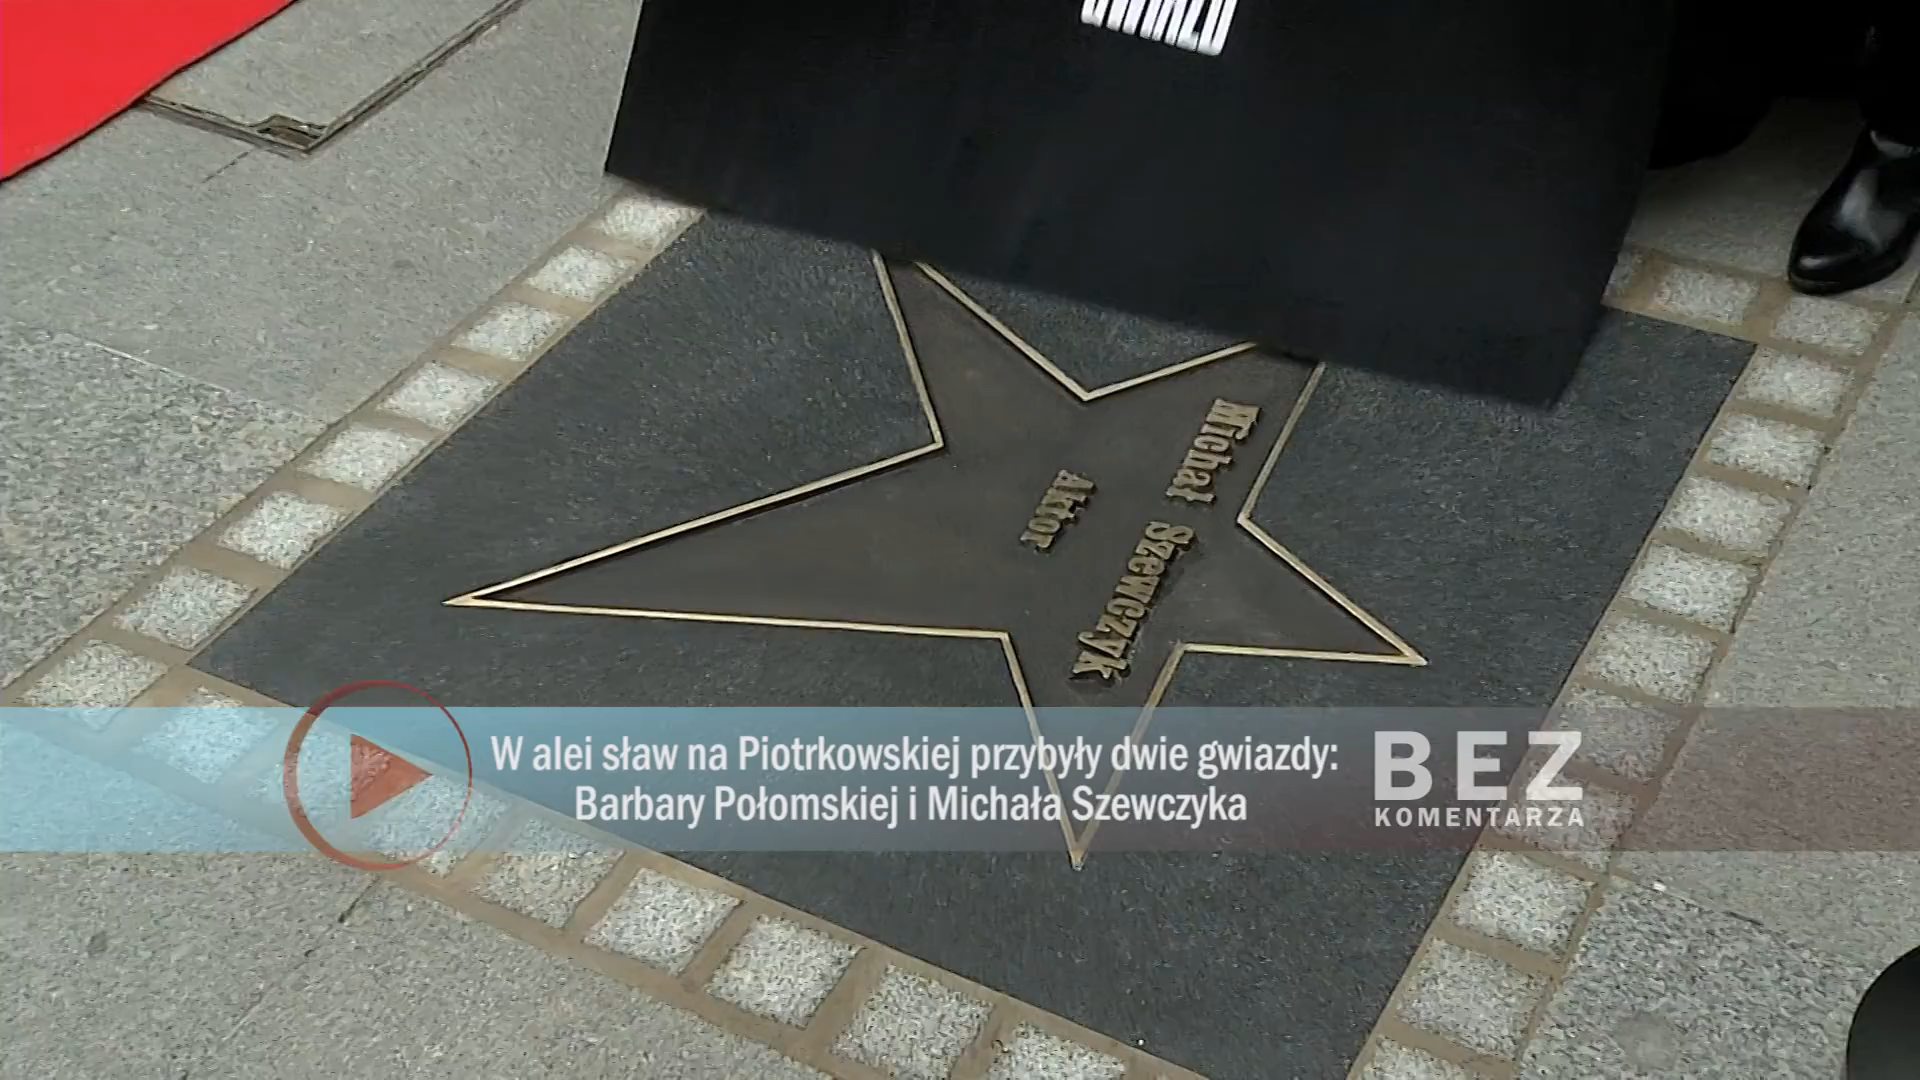 Michał Szewczyk
Aktor
W alei sław na Piotrkowskiej przybyły dwie gwiazdy:
Barbary Połomskiej i Michała Szewczyka
BEZ
KOMENTARZA